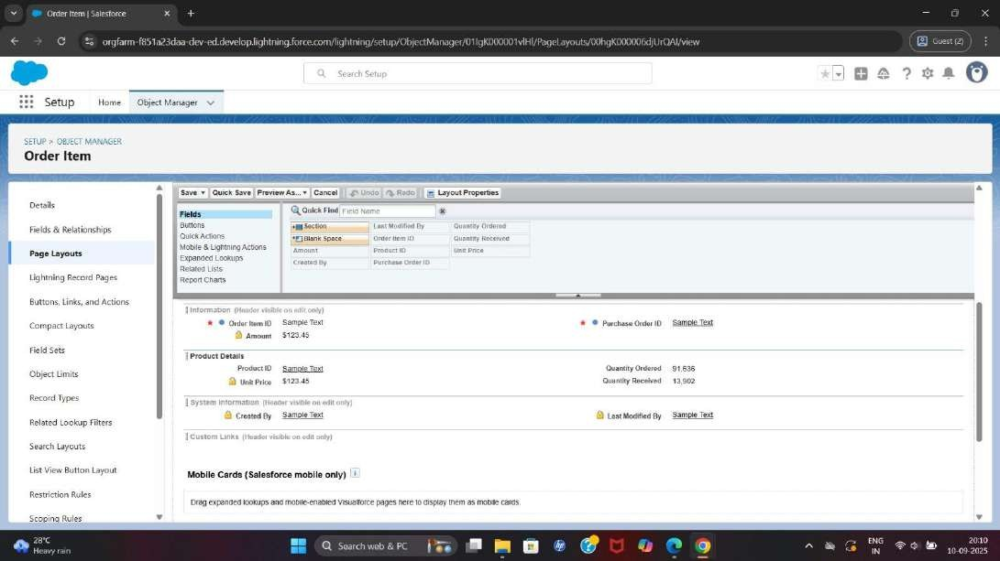 Order Item | Salesforce
orgfarm-f851a23daa-dev-ed.develop.lightning.force.com/lightning/setup/ObjectManager/01IgK000001vIHl/PageLayouts/00hgK000006djUrQAI/view
Guest (2)
Search Setup
Setup
Home
Object Manager
SETUP > OBJECT MANAGER
Order Item
Details
Fields & Relationships
Page Layouts
Lightning Record Pages
Buttons, Links, and Actions
Compact Layouts
Field Sets
Object Limits
Record Types
Related Lookup Filters
Search Layouts
List View Button Layout
Restriction Rules
Scoping Rules
Save Quick Save Preview As... Cancel Undo Redo Layout Properties
Fields
Buttons
Quick Actions
Mobile & Lightning Actions
Expanded Lookups
Related Lists
Report Charts
Quick Find Field Name
Section Last Modified By Quantity Ordered
Blank Space Order Item ID Quantity Received
Amount Product ID Unit Price
Created By Purchase Order ID
Information (Header visible on edit only)
Order Item ID Sample Text Purchase Order ID Sample Text
Amount $123.45
Product Details
Product ID Sample Text Quantity Ordered 91,636
Unit Price $123.45 Quantity Received 13,902
System Information (Header visible on edit only)
Created By Sample Text Last Modified By Sample Text
Custom Links (Header visible on edit only)
Mobile Cards (Salesforce mobile only) i
Drag expanded lookups and mobile-enabled Visualforce pages here to display them as mobile cards.
28°C
Heavy rain
Search web & PC
ENG
IN
20:10
10-09-2025